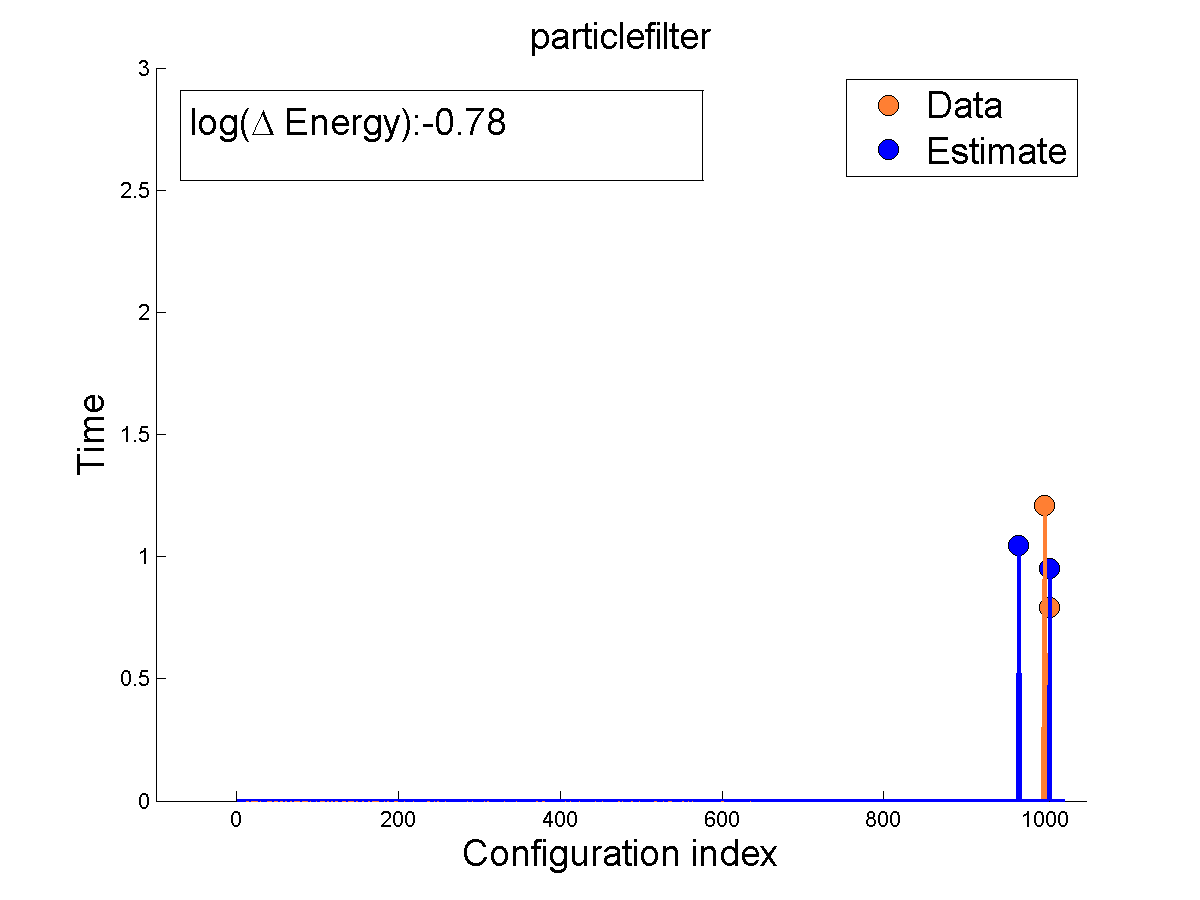 particlefilter
log(∆ Energy):-0.78
Data
Estimate
3
2.5
2
1.5
1
0.5
0
Time
0 200 400 600 800 1000
Configuration index